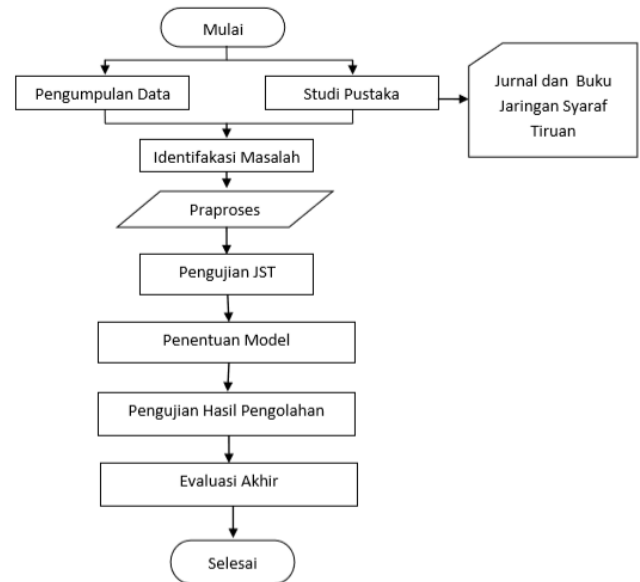 Mulai
Pengumpulan Data
Studi Pustaka
Jurnal dan Buku
Jaringan Syaraf
Tiruan
Identifakasi Masalah
Praproses
Pengujian JST
Penentuan Model
Pengujian Hasil Pengolahan
Evaluasi Akhir
Selesai